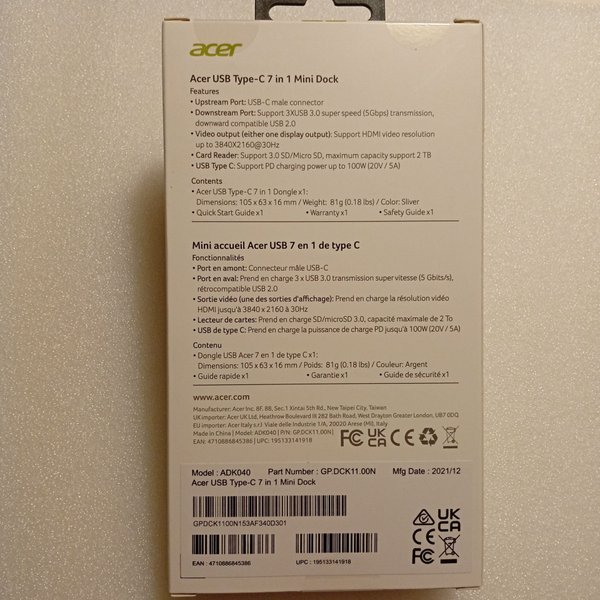 acer
Acer USB Type-C 7 in 1 Mini Dock
Features
• Upstream Port: USB-C male connector
• Downstream Port: Support 3XUSB 3.0 super speed (5Gbps) transmission,
downward compatible USB 2.0
• Video output (either one display output): Support HDMI video resolution
up to 3840X2160@30Hz
• Card Reader: Support 3.0 SD/Micro SD, maximum capacity support 2 TB
• USB Type C: Support PD charging power up to 100W (20V / 5A)
Contents
• Acer USB Type-C 7 in 1 Dongle x1:
Dimensions: 105 x 63 x 16 mm / Weight: 81g (0.18 lbs) / Color: Sliver
• Quick Start Guide x1 • Warranty x1 • Safety Guide x1
Mini accueil Acer USB 7 en 1 de type C
Fonctionnalités
• Port en amont: Connecteur mâle USB-C
• Port en aval: Prend en charge 3 x USB 3.0 transmission super vitesse (5 Gbits/s),
rétrocompatible USB 2.0
• Sortie vidéo (une des sorties d'affichage): Prend en charge la résolution vidéo
HDMI jusqu'à 3840 x 2160 à 30Hz
• Lecteur de cartes: Prend en charge SD/microSD 3.0, capacité maximale de 2 To
• USB de type C: Prend en charge la puissance de charge PD jusqu'à 100W (20V / 5A)
Contenu
• Dongle USB Acer 7 en 1 de type C x1:
Dimensions: 105 x 63 x 16 mm / Poids: 81g (0.18 lbs) / Couleur: Argent
• Guide rapide x1 • Garantie x1 • Guide de sécurité x1
www.acer.com
Manufacturer: Acer Inc. 8F, 88, Sec.1 Xintai 5th Rd., New Taipei City, Taiwan
UK importer: Acer UK Ltd, Heathrow Boulevard III 282 Bath Road, West Drayton Greater London, UB7 0DQ
EU importer: Acer Italy s.r.l Viale delle Industrie 1/A, 20020 Arese (MI), Italy
Made in China | Model: ADK040 | P/N: GP.DCK11.00N
EAN: 4710886845386 | UPC: 195133141918
FC UK CA CE
Model : ADK040 Part Number : GP.DCK11.00N Mfg Date : 2021/12
Acer USB Type-C 7 in 1 Mini Dock
GPDCK1100N153AF340D301
UK
CA
CE
FC
EAN : 4710886845386 UPC : 195133141918